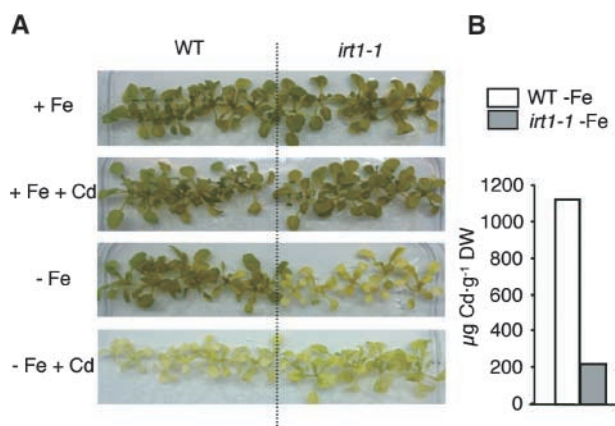 A
WT
irt1-1
+ Fe
+ Fe + Cd
- Fe
- Fe + Cd
B
WT -Fe
irt1-1 -Fe
µg Cd·g⁻¹ DW
1200
1000
800
600
400
200
0